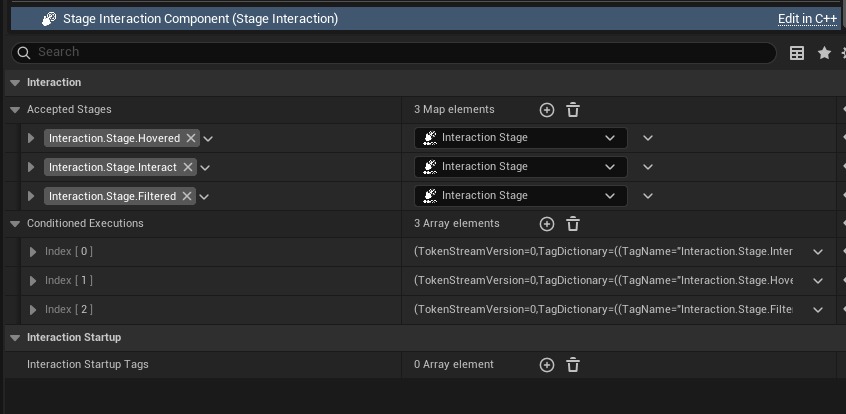 Stage Interaction Component (Stage Interaction) Edit in C++
Search
Interaction
Accepted Stages 3 Map elements
Interaction.Stage.Hovered Interaction Stage
Interaction.Stage.Interact Interaction Stage
Interaction.Stage.Filtered Interaction Stage
Conditioned Executions 3 Array elements
Index [ 0 ] (TokenStreamVersion=0,TagDictionary=((TagName="Interaction.Stage.Inter
Index [ 1 ] (TokenStreamVersion=0,TagDictionary=((TagName="Interaction.Stage.Hove
Index [ 2 ] (TokenStreamVersion=0,TagDictionary=((TagName="Interaction.Stage.Filte
Interaction Startup
Interaction Startup Tags 0 Array element